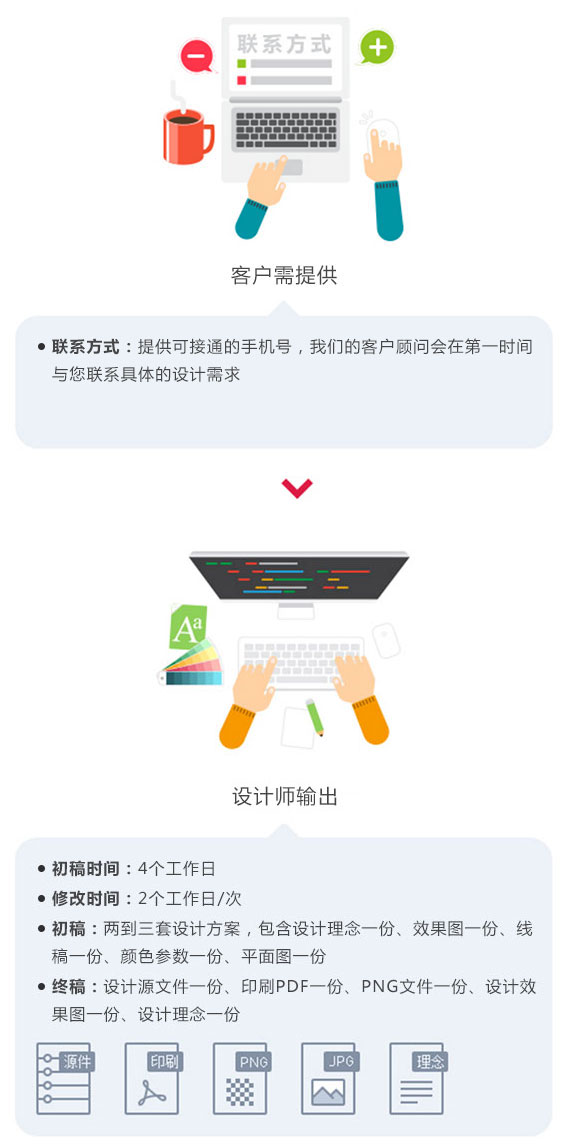 联系方式
客户需提供
联系方式：提供可接通的手机号，我们的客户顾问会在第一时间
与您联系具体的设计需求
Aa
设计师输出
初稿时间：4个工作日
修改时间：2个工作日/次
初稿：两到三套设计方案，包含设计理念一份、效果图一份、线
稿一份、颜色参数一份、平面图一份
终稿：设计源文件一份、印刷PDF一份、PNG文件一份、设计效
果图一份、设计理念一份
源件 印刷 PNG JPG 理念